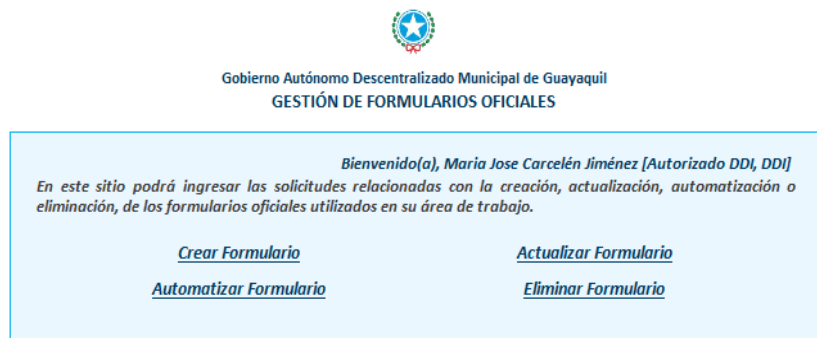 Gobierno Autónomo Descentralizado Municipal de Guayaquil
GESTIÓN DE FORMULARIOS OFICIALES
Bienvenido(a), Maria Jose Carcelén Jiménez [Autorizado DDI, DDI]
En este sitio podrá ingresar las solicitudes relacionadas con la creación, actualización, automatización o
eliminación, de los formularios oficiales utilizados en su área de trabajo.
Crear Formulario Actualizar Formulario
Automatizar Formulario Eliminar Formulario